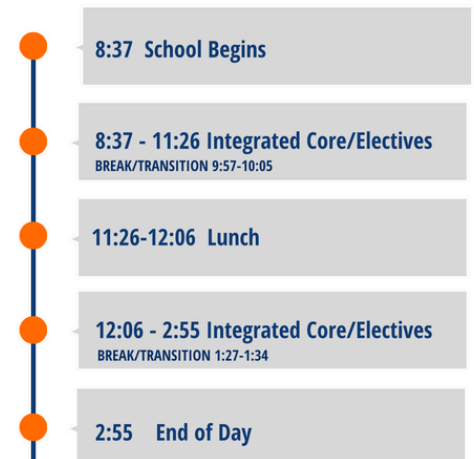 8:37 School Begins
8:37 - 11:26 Integrated Core/Electives
BREAK/TRANSITION 9:57-10:05
11:26-12:06 Lunch
12:06 - 2:55 Integrated Core/Electives
BREAK/TRANSITION 1:27-1:34
2:55 End of Day